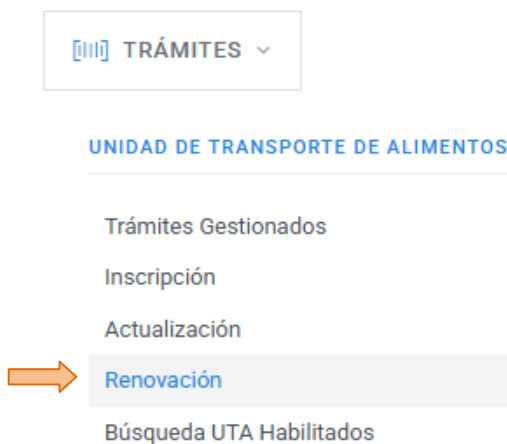 TRÁMITES
UNIDAD DE TRANSPORTE DE ALIMENTOS
Trámites Gestionados
Inscripción
Actualización
Renovación
Búsqueda UTA Habilitados